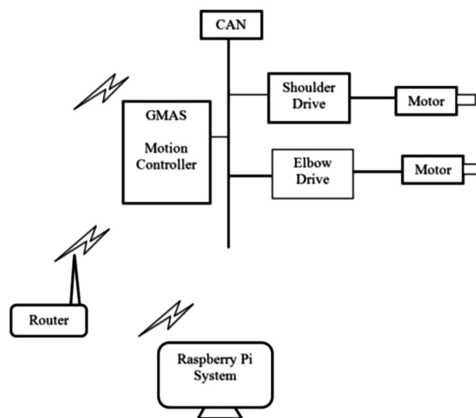 CAN
Shoulder
Drive
Motor
GMAS
Motion
Controller
Elbow
Drive
Motor
Router
Raspberry Pi
System